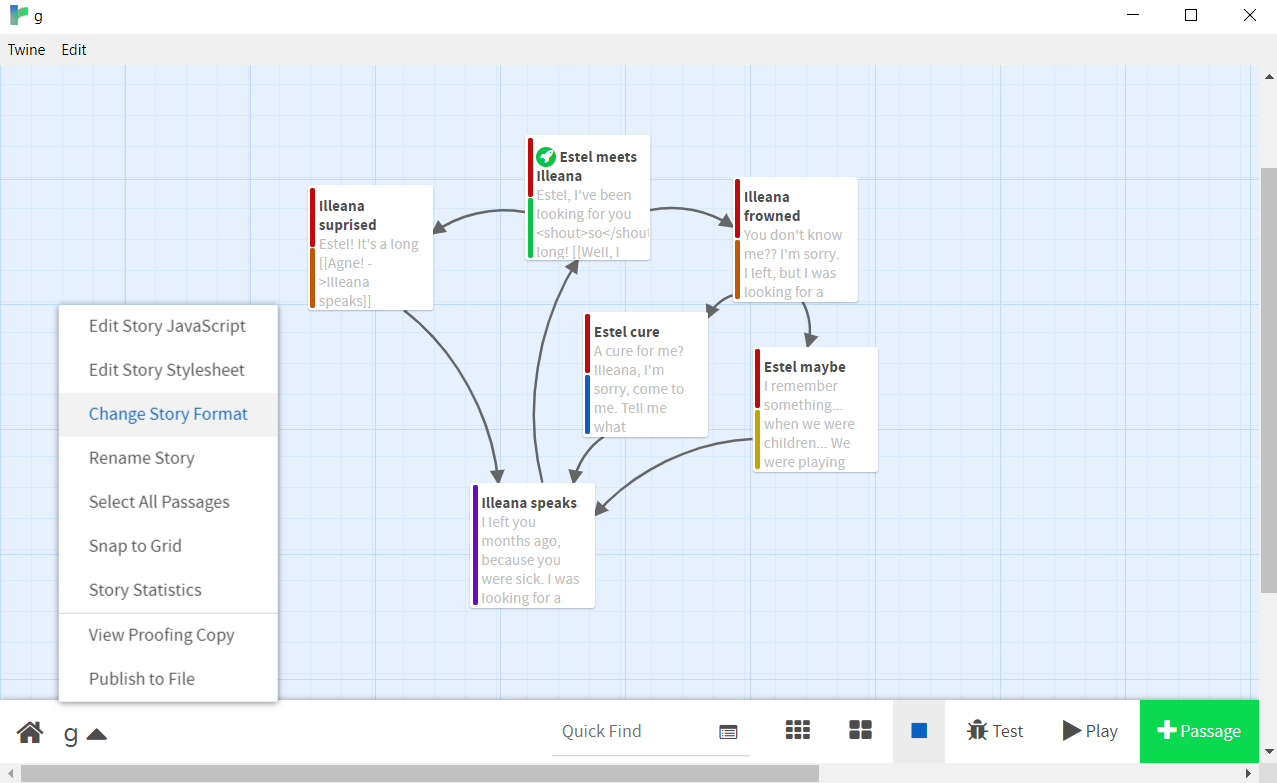 g
Twine Edit
Estel meets
Illeana
Estel, I've been
looking for you
<shout>so</shout
long! [[Well, I
Illeana
suprised
Estel! It's a long
[[Agne! -
>Illeana
speaks]]
Illeana
frowned
You don't know
me?? I'm sorry.
I left, but I was
looking for a
Estel cure
A cure for me?
Illeana, I'm
sorry, come to
me. Tell me
what
Estel maybe
I remember
something...
when we were
children... We
were playing
Illeana speaks
I left you
months ago,
because you
were sick. I was
looking for a
Edit Story JavaScript
Edit Story Stylesheet
Change Story Format
Rename Story
Select All Passages
Snap to Grid
Story Statistics
View Proofing Copy
Publish to File
g
Quick Find
Test
Play
Passage